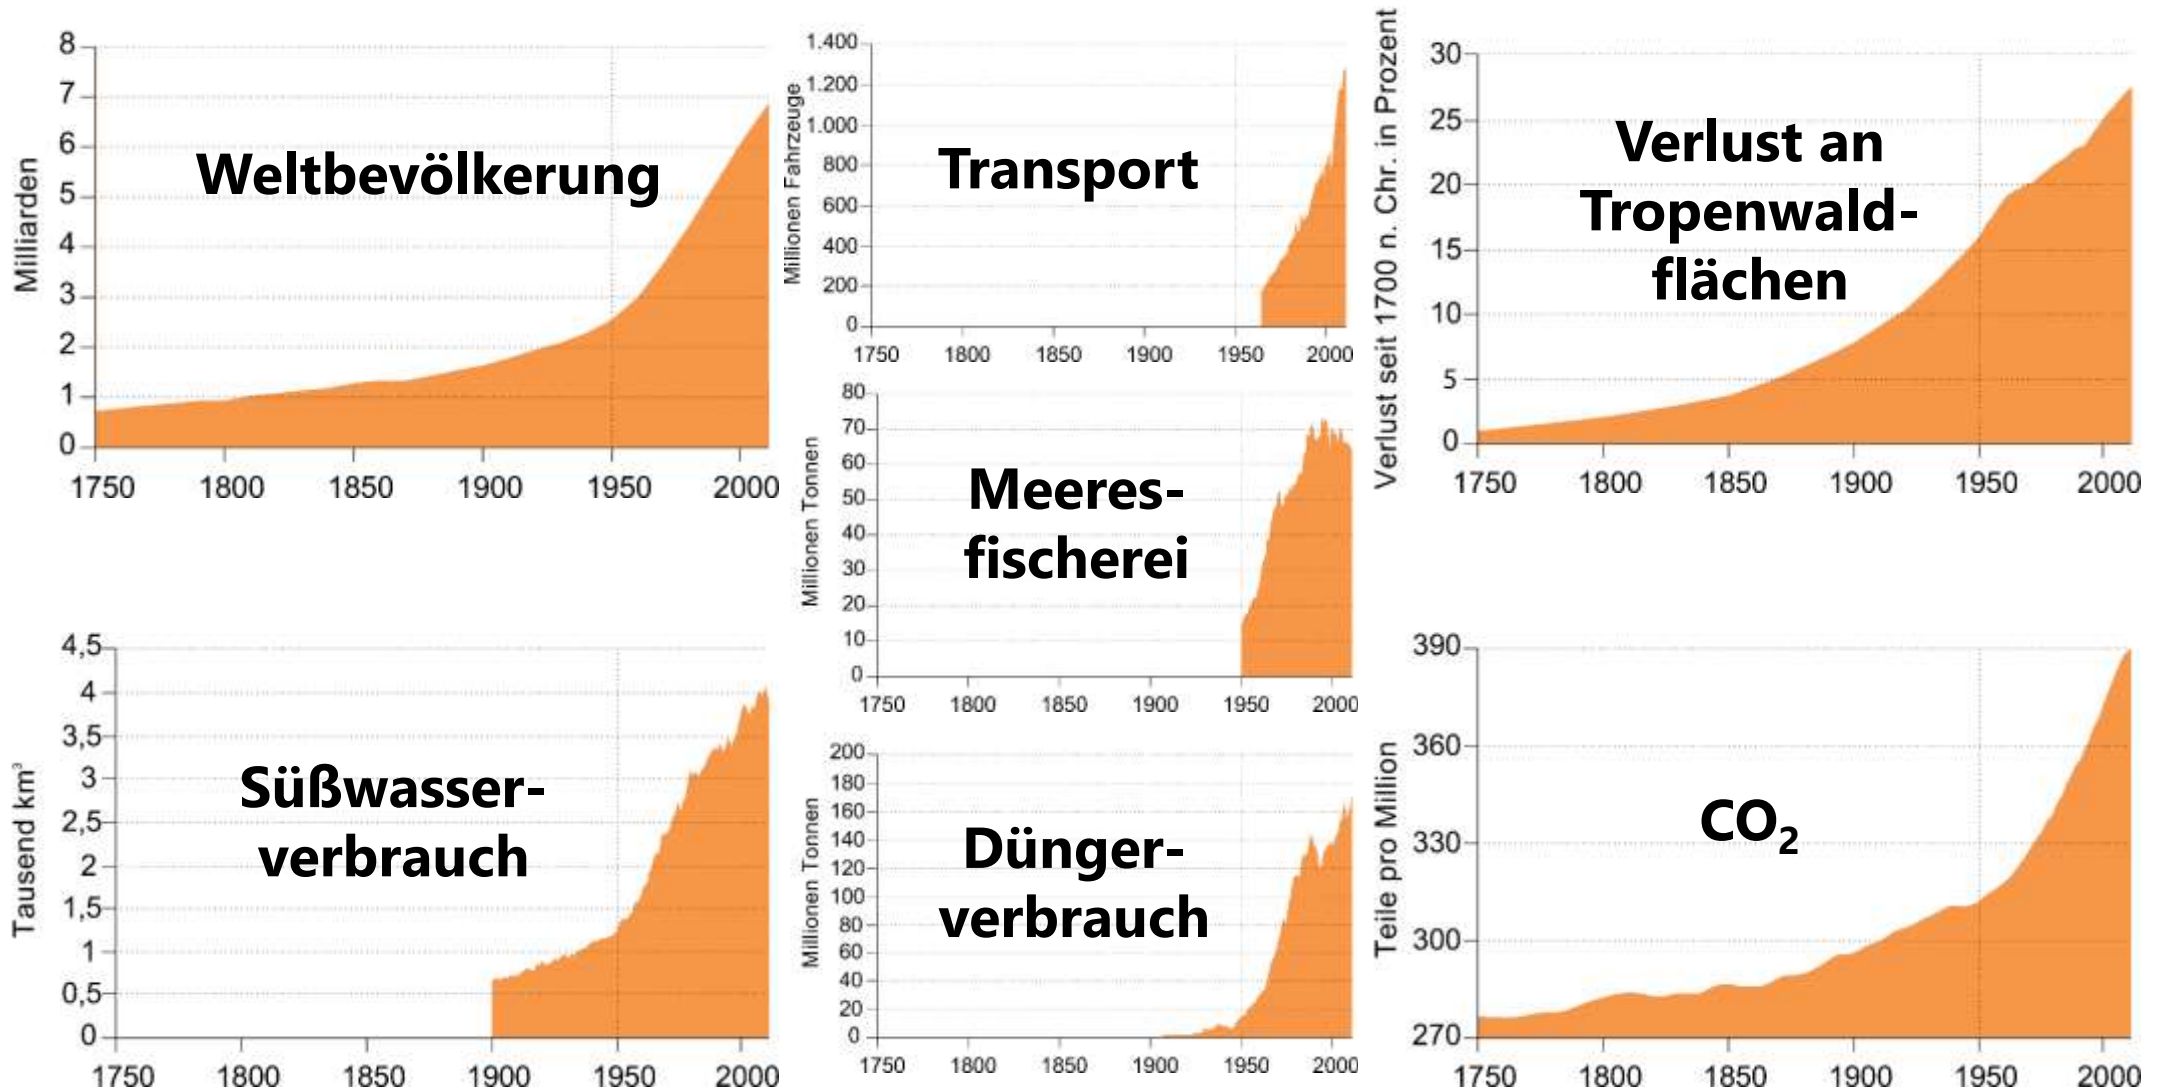 Milliarden
8
7
6
5
4
3
2
1
0
Weltbevölkerung
1750 1800 1850 1900 1950 2000
Millionen Fahrzeuge
1.400
1.200
1.000
800
600
400
200
0
Transport
1750 1800 1850 1900 1950 2000
Verlust seit 1700 n. Chr. in Prozent
30
25
20
15
10
5
0
Verlust an
Tropenwald-
flächen
1750 1800 1850 1900 1950 2000
Millionen Tonnen
80
70
60
50
40
30
20
10
0
Meeres-
fischerei
1750 1800 1850 1900 1950 2000
Tausend km³
4,5
4
3,5
3
2,5
2
1,5
1
0,5
0
Süßwasser-
verbrauch
1750 1800 1850 1900 1950 2000
Millionen Tonnen
200
180
160
140
120
100
80
60
40
20
0
Dünger-
verbrauch
1750 1800 1850 1900 1950 2000
Teile pro Million
390
360
330
300
270
CO₂
1750 1800 1850 1900 1950 2000